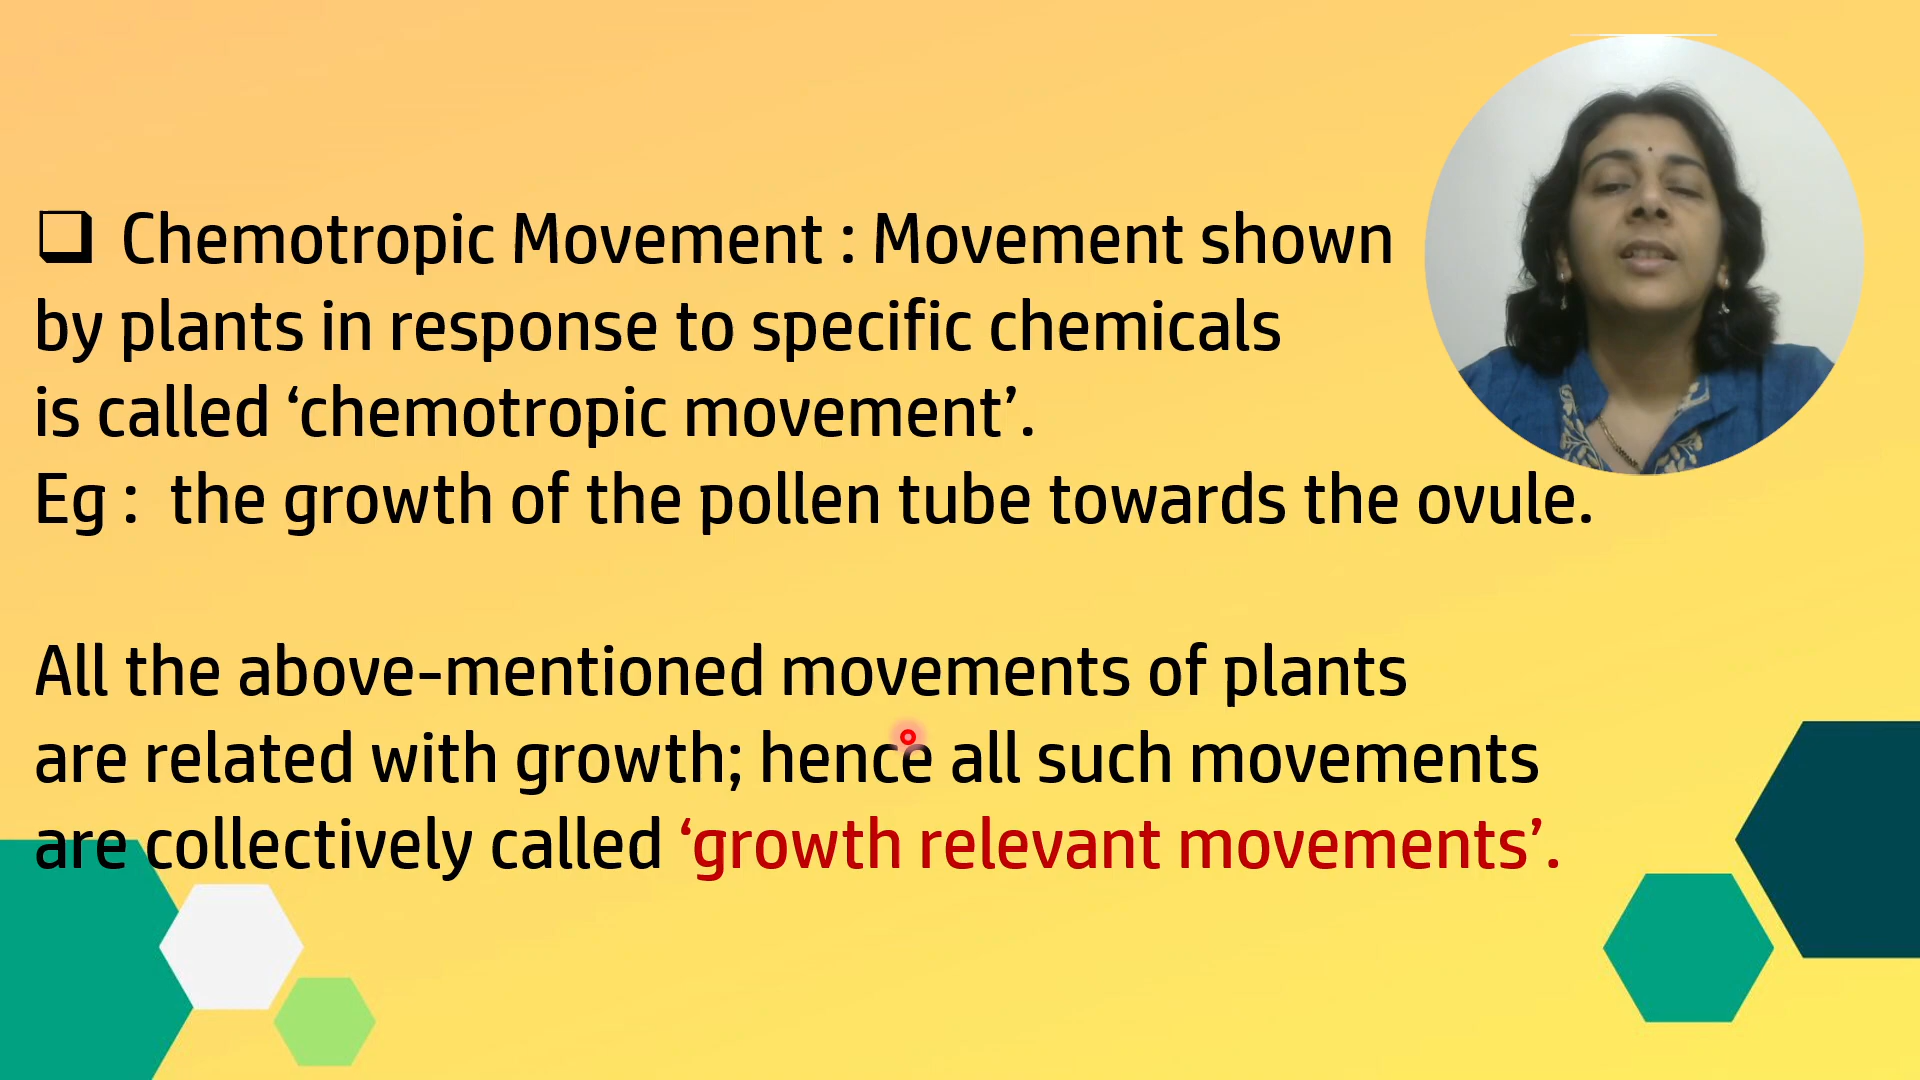 ❑ Chemotropic Movement : Movement shown
by plants in response to specific chemicals
is called ‘chemotropic movement’.
Eg : the growth of the pollen tube towards the ovule.
All the above-mentioned movements of plants
are related with growth; hence all such movements
are collectively called ‘growth relevant movements’.